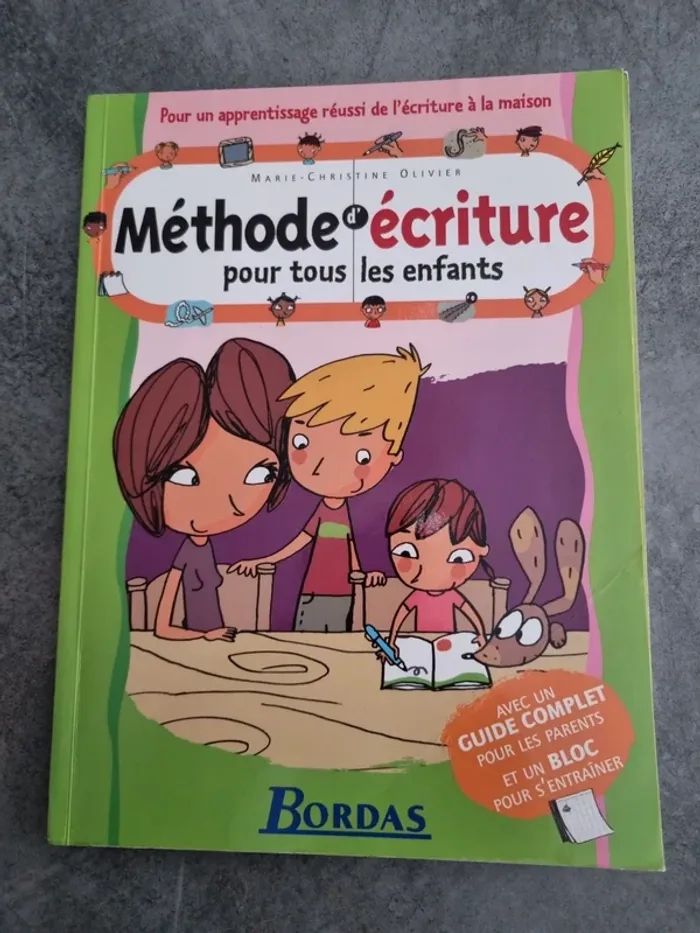 Pour un apprentissage réussi de l'écriture à la maison
MARIE-CHRISTINE OLIVIER
Méthode d'écriture
pour tous les enfants
AVEC UN
GUIDE COMPLET
POUR LES PARENTS
ET UN BLOC
POUR S'ENTRAÎNER
BORDAS